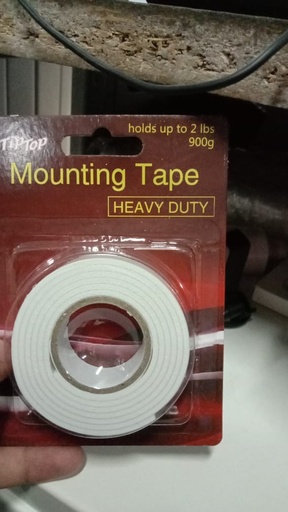 TipTop
holds up to 2 lbs
900g
Mounting Tape
HEAVY DUTY